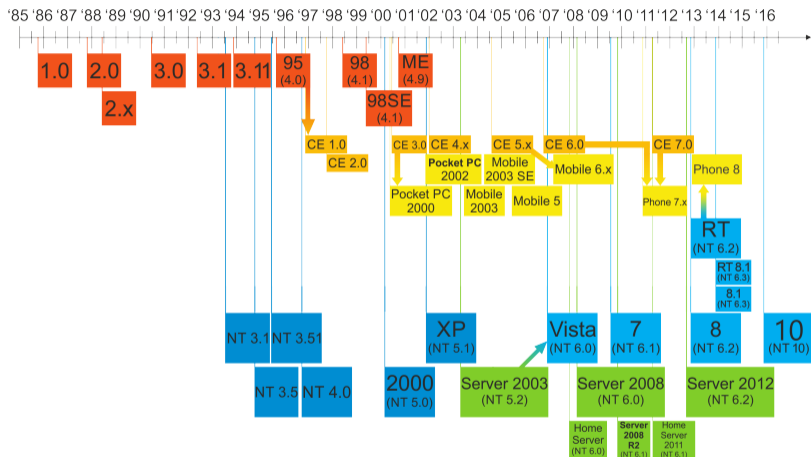 '85 '86 '87 '88 '89 '90 '91 '92 '93 '94 '95 '96 '97 '98 '99 '00 '01 '02 '03 '04 '05 '06 '07 '08 '09 '10 '11 '12 '13 '14 '15 '16
1.0 2.0 3.0 3.1 3.11 95 98 ME
(4.0) (4.1) (4.9)
2.x 98SE
(4.1)
CE 1.0 CE 3.0 CE 4.x CE 5.x CE 6.0 CE 7.0
CE 2.0
Pocket PC
2002
Mobile
2003 SE
Mobile 6.x
Phone 8
Pocket PC
2000
Mobile
2003
Mobile 5
Phone 7.x
RT
(NT 6.2)
RT 8.1
(NT 6.3)
8.1
(NT 6.3)
NT 3.1 NT 3.51
XP
(NT 5.1)
Vista
(NT 6.0)
7
(NT 6.1)
8
(NT 6.2)
10
(NT 10)
NT 3.5 NT 4.0
2000
(NT 5.0)
Server 2003
(NT 5.2)
Server 2008
(NT 6.0)
Server 2012
(NT 6.2)
Home
Server
(NT 6.0)
Server
2008
R2
(NT 6.1)
Home
Server
2011
(NT 6.1)